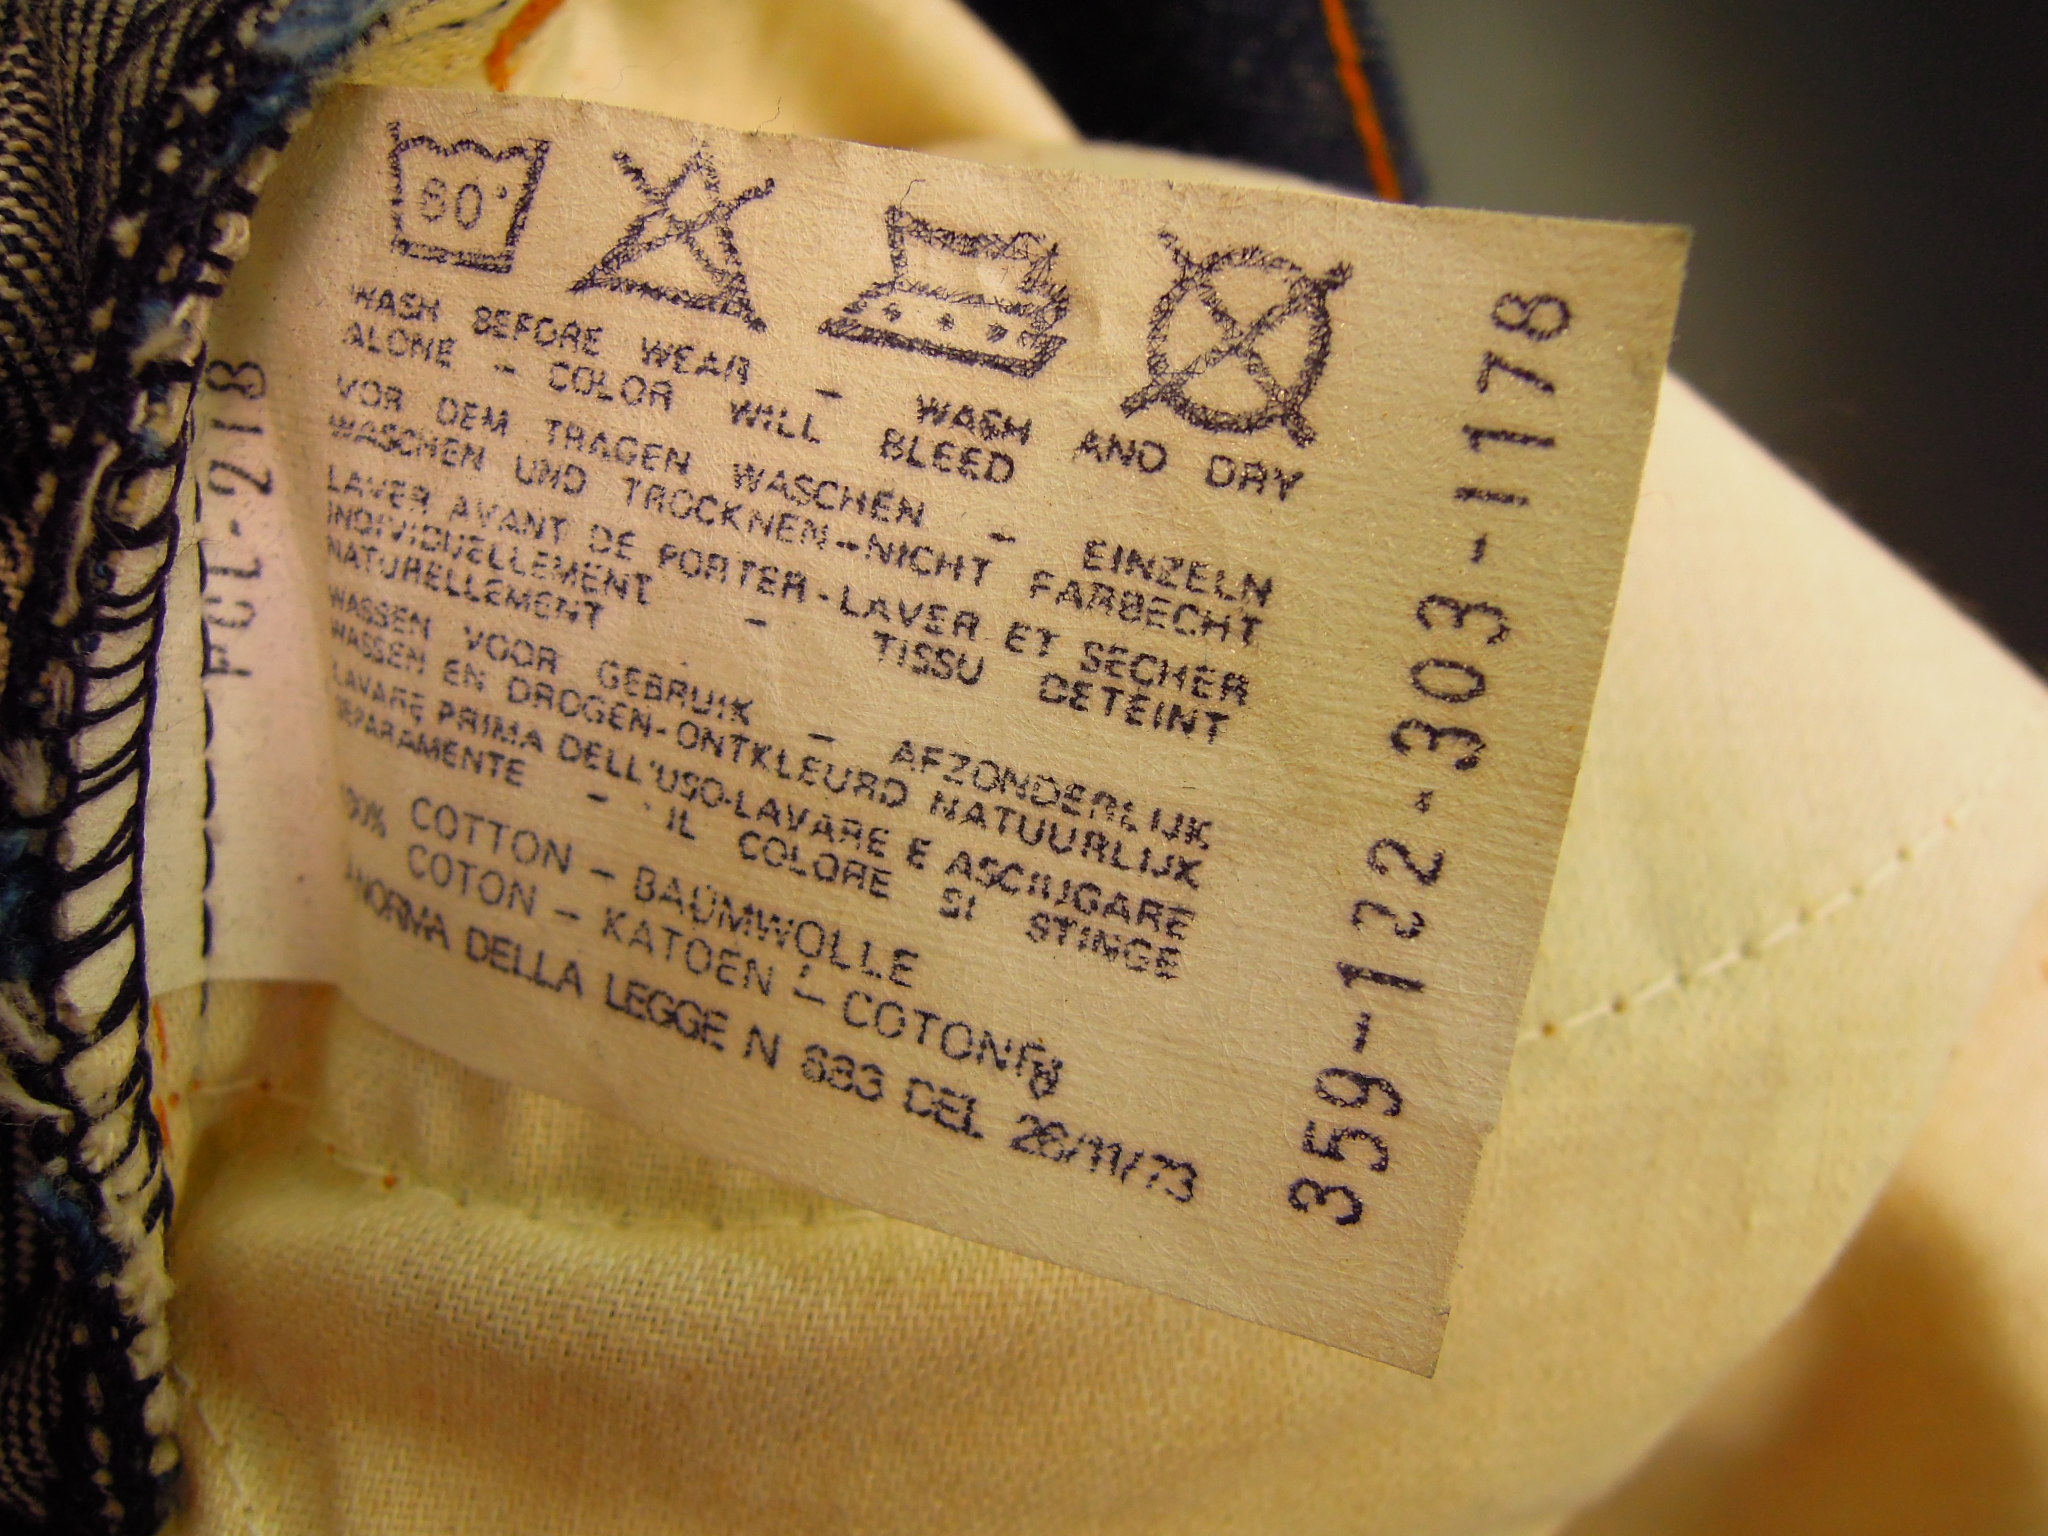 60°
WASH BEFORE WEAR – WASH AND DRY
ALONE – COLOR WILL BLEED
VOR DEM TRAGEN WASCHEN – EINZELN
WASCHEN UND TROCKNEN–NICHT FARBECHT
LAVER AVANT DE PORTER-LAVER ET SECHER
INDIVIDUELLEMENT – TISSU DETEINT
NATURELLEMENT
WASSEN VOOR GEBRUIK – AFZONDERLIJK
WASSEN EN DROGEN-ONTKLEURD NATUURLIJK
LAVARE PRIMA DELL'USO-LAVARE E ASCIUGARE
SEPARAMENTE – IL COLORE SI STINGE
COTTON – BAUMWOLLE
100% COTON – KATOEN – COTONE
A NORMA DELLA LEGGE N 883 DEL 26/11/73
359-122-303-1178